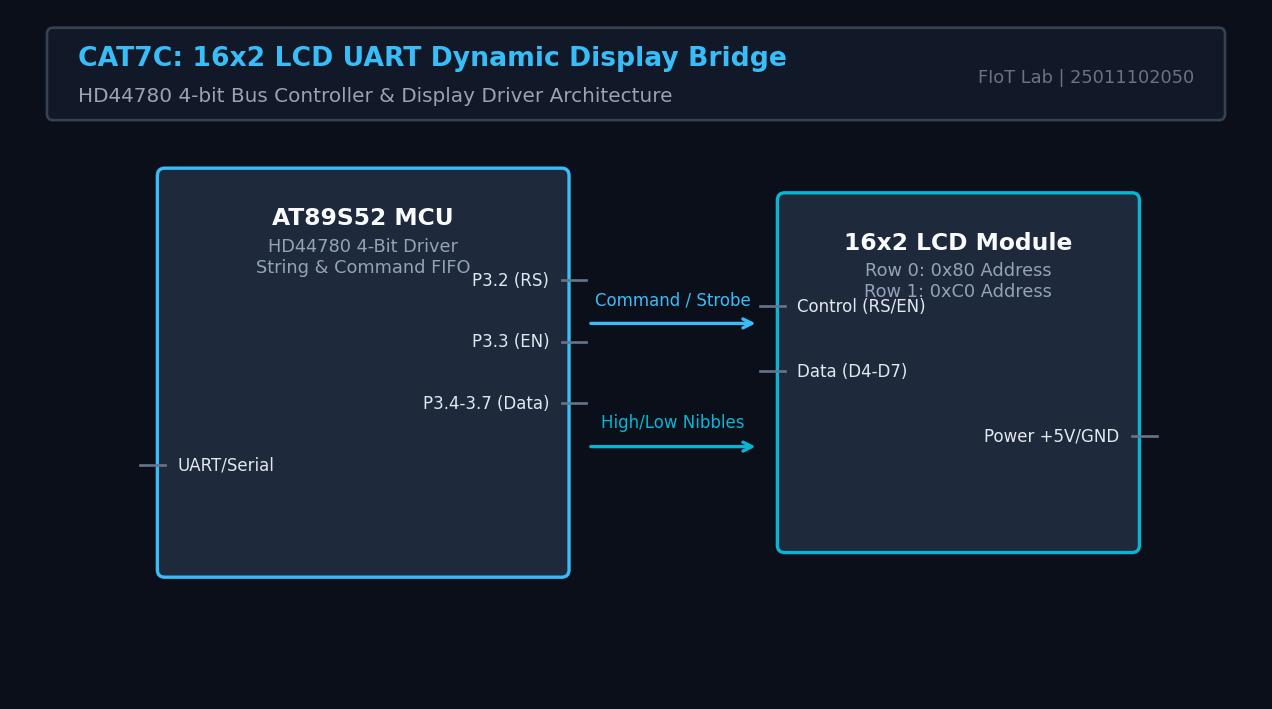 CAT7C: 16x2 LCD UART Dynamic Display Bridge
HD44780 4-bit Bus Controller & Display Driver Architecture
FIoT Lab | 25011102050
AT89S52 MCU
HD44780 4-Bit Driver
String & Command FIFO
P3.2 (RS)
P3.3 (EN)
P3.4-3.7 (Data)
UART/Serial
Command / Strobe
High/Low Nibbles
16x2 LCD Module
Row 0: 0x80 Address
Row 1: 0xC0 Address
Control (RS/EN)
Data (D4-D7)
Power +5V/GND